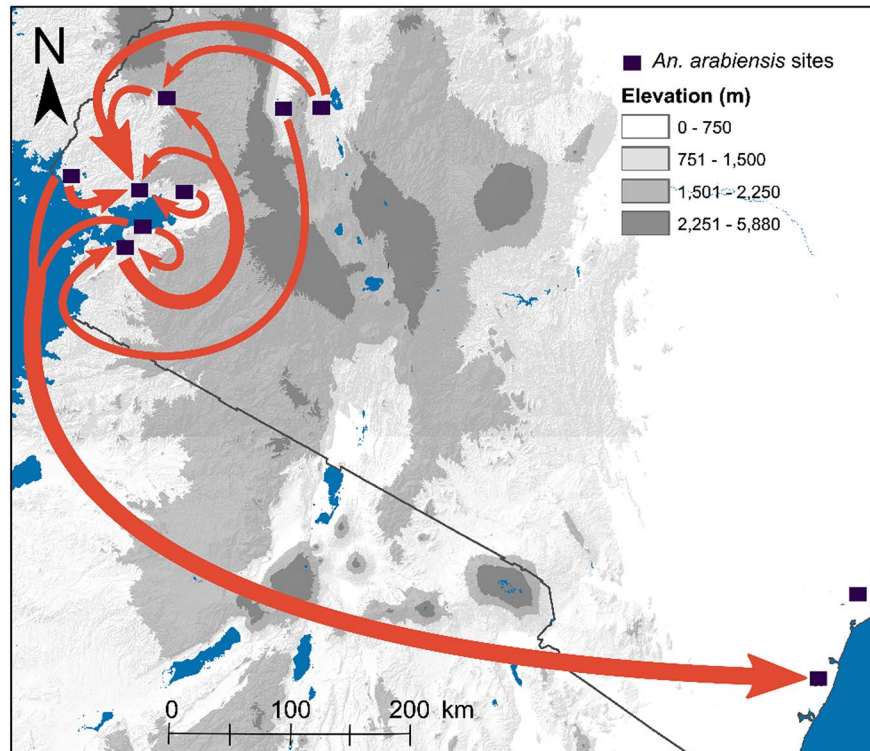 N
An. arabiensis sites
Elevation (m)
0 - 750
751 - 1,500
1,501 - 2,250
2,251 - 5,880
0 100 200 km